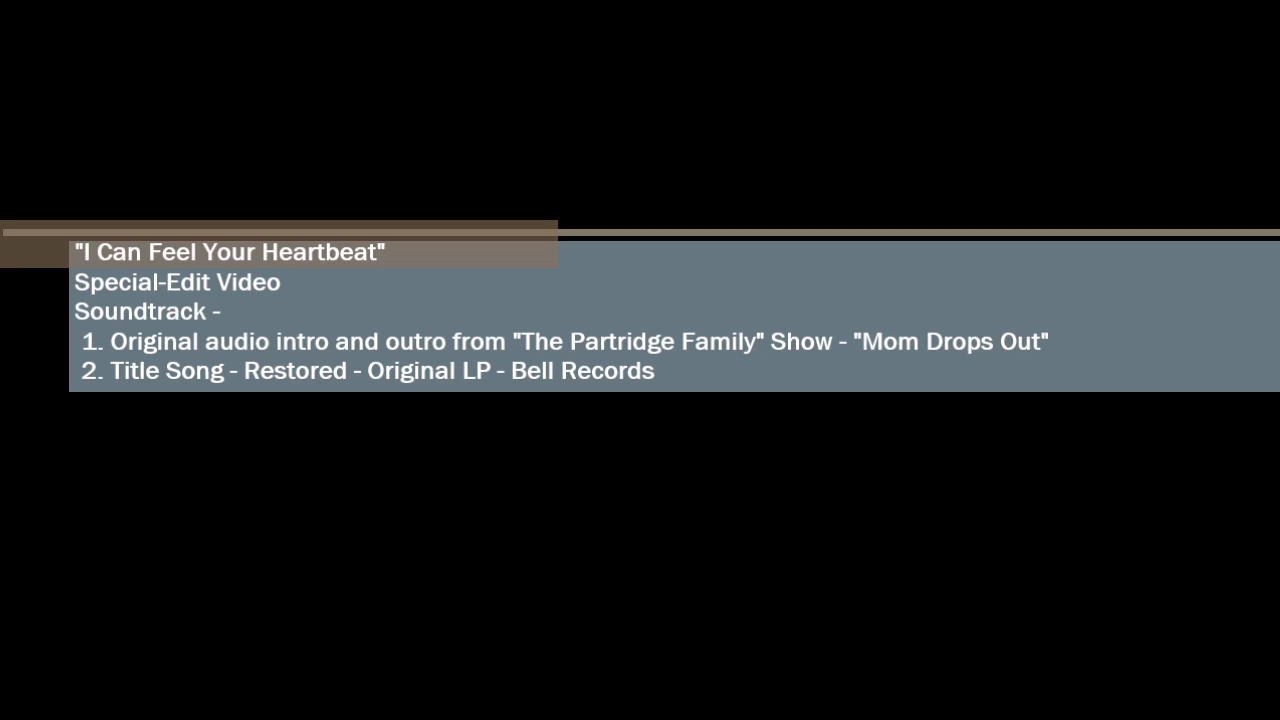 "I Can Feel Your Heartbeat"
Special-Edit Video
Soundtrack -
1. Original audio intro and outro from "The Partridge Family" Show - "Mom Drops Out"
2. Title Song - Restored - Original LP - Bell Records